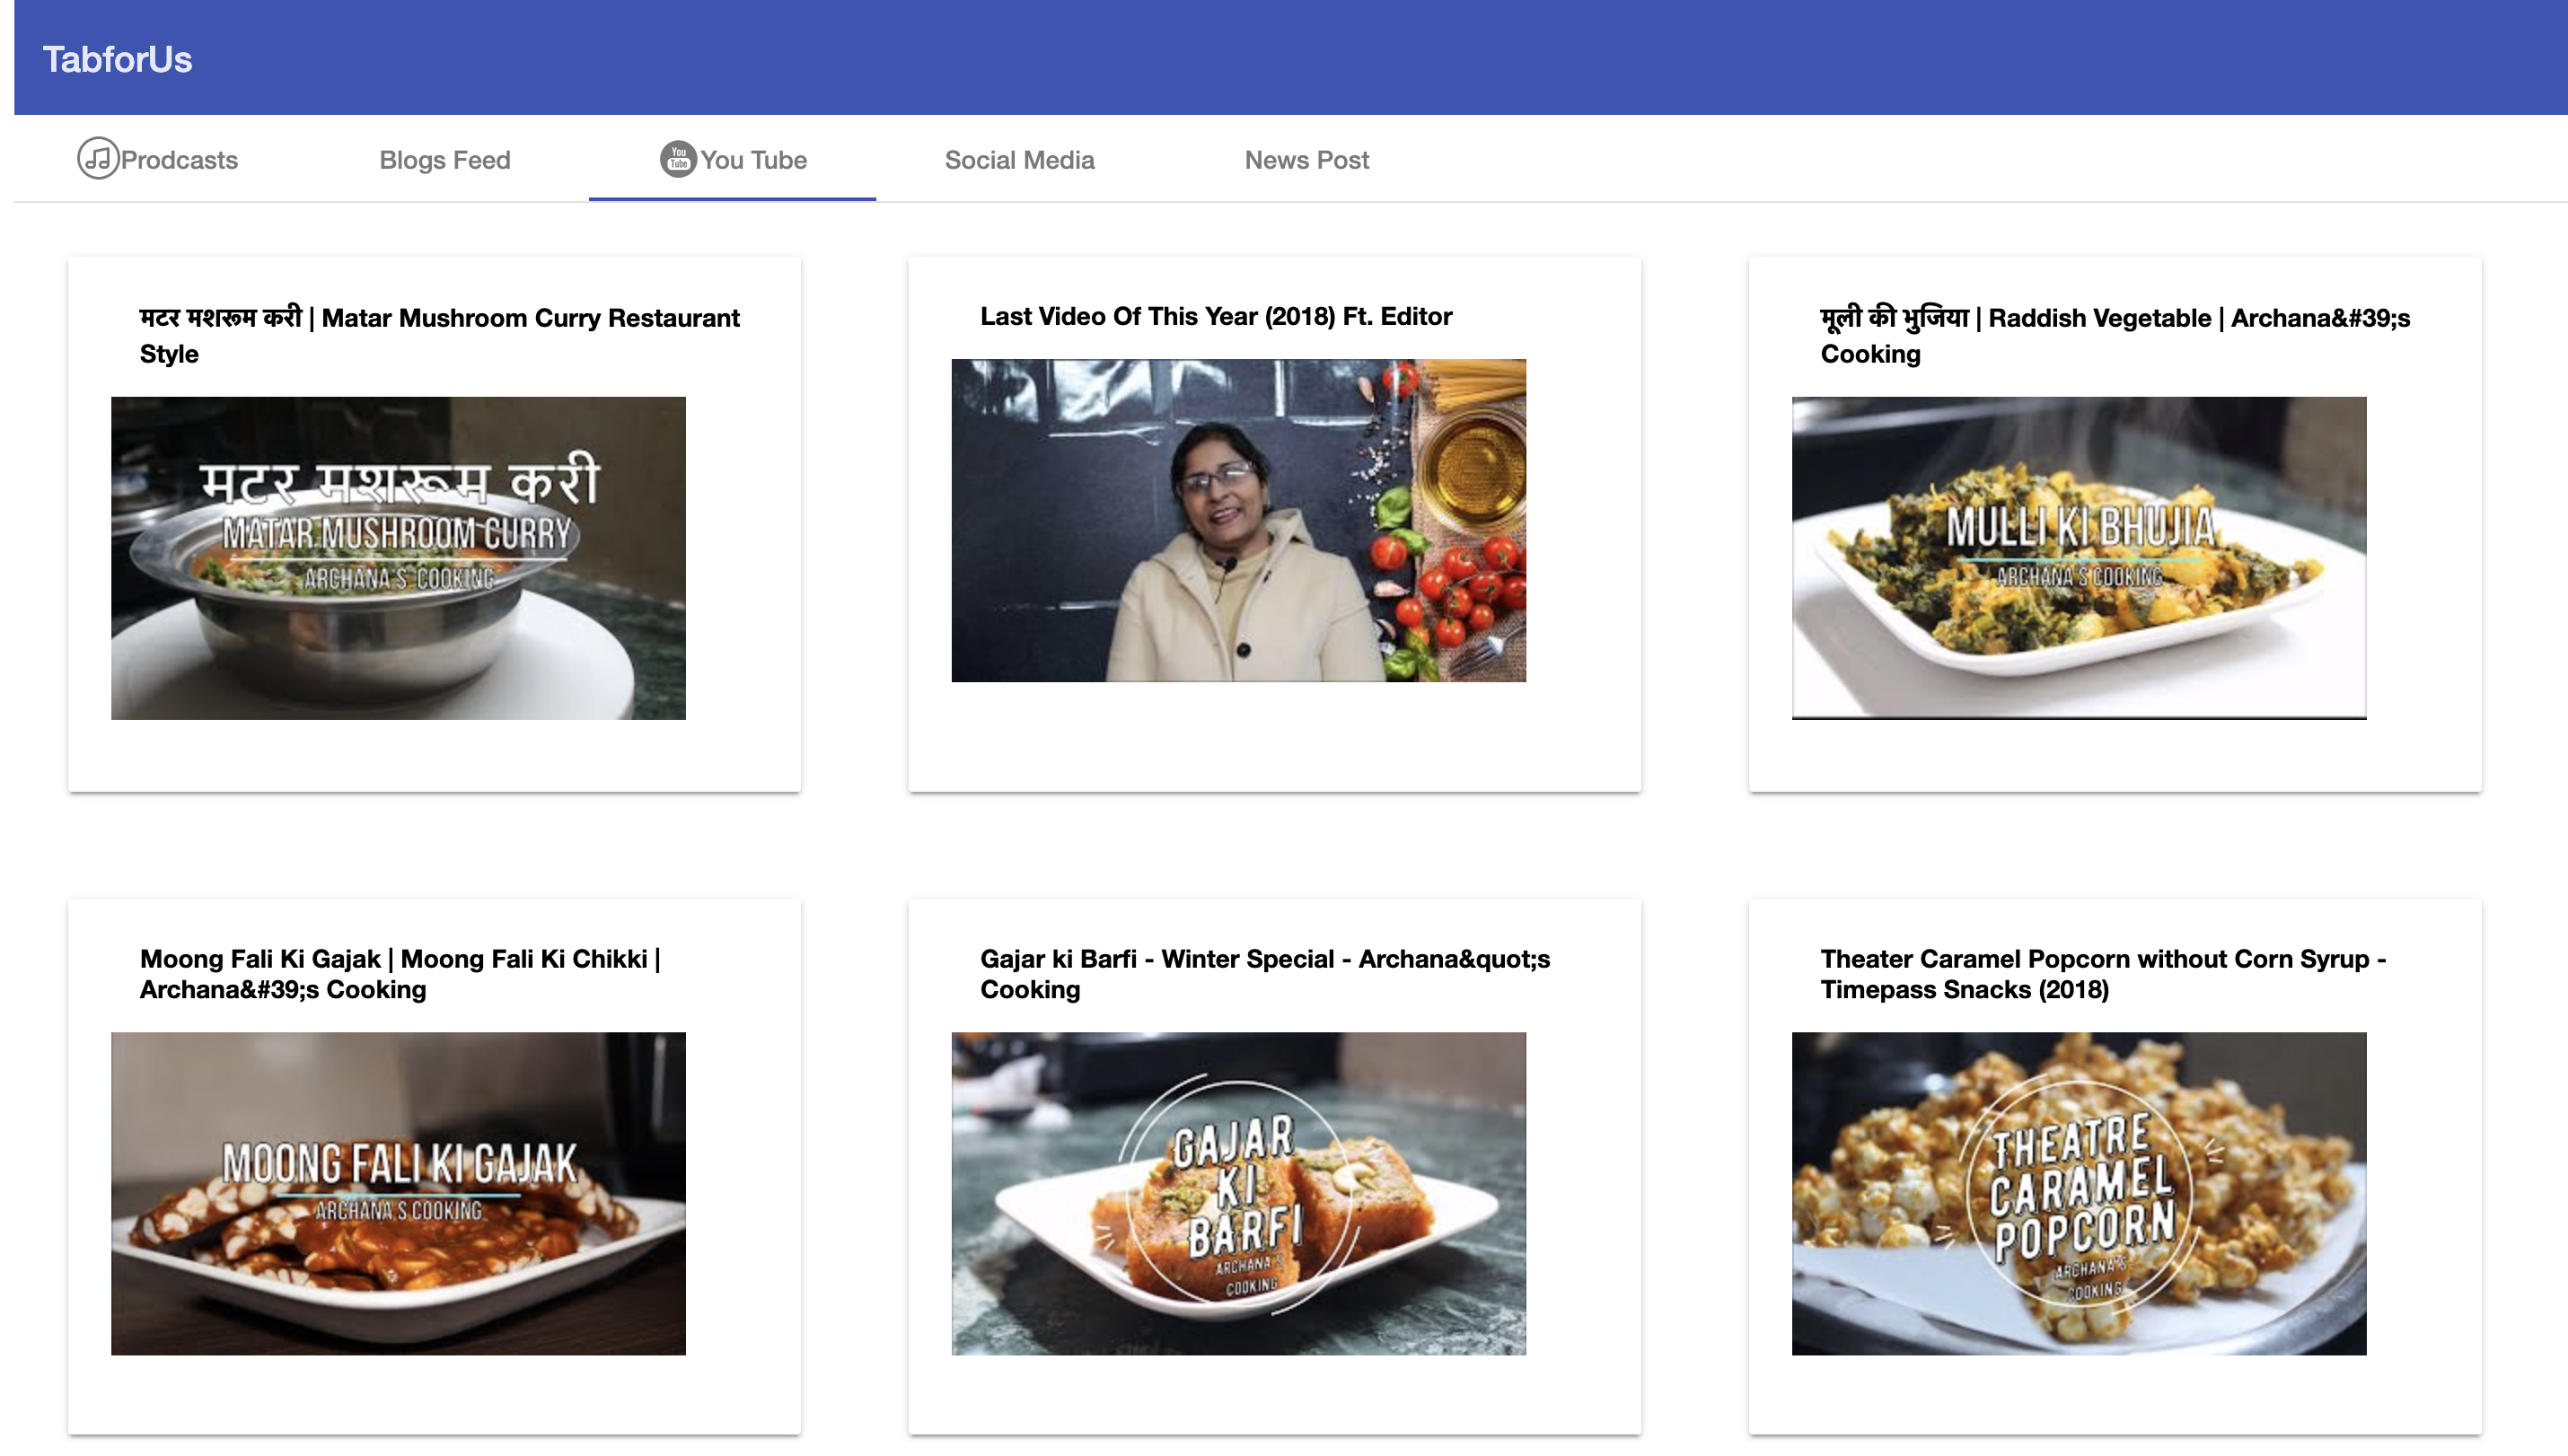 TabforUs
Prodcasts
Blogs Feed
You Tube
You Tube
Social Media
News Post
मटर मशरूम करी | Matar Mushroom Curry Restaurant
Style
मटर मशरूम करी
MATAR MUSHROOM CURRY
ARCHANA'S COOKING
Last Video Of This Year (2018) Ft. Editor
मूली की भुजिया | Raddish Vegetable | Archana&#39;s
Cooking
MULLI KI BHUJIA
ARCHANA'S COOKING
Moong Fali Ki Gajak | Moong Fali Ki Chikki |
Archana&#39;s Cooking
MOONG FALI KI GAJAK
ARCHANA'S COOKING
Gajar ki Barfi - Winter Special - Archana&quot;s
Cooking
GAJAR
KI
BARFI
ARCHANA'S
COOKING
Theater Caramel Popcorn without Corn Syrup -
Timepass Snacks (2018)
THEATRE
CARAMEL
POPCORN
ARCHANA'S
COOKING